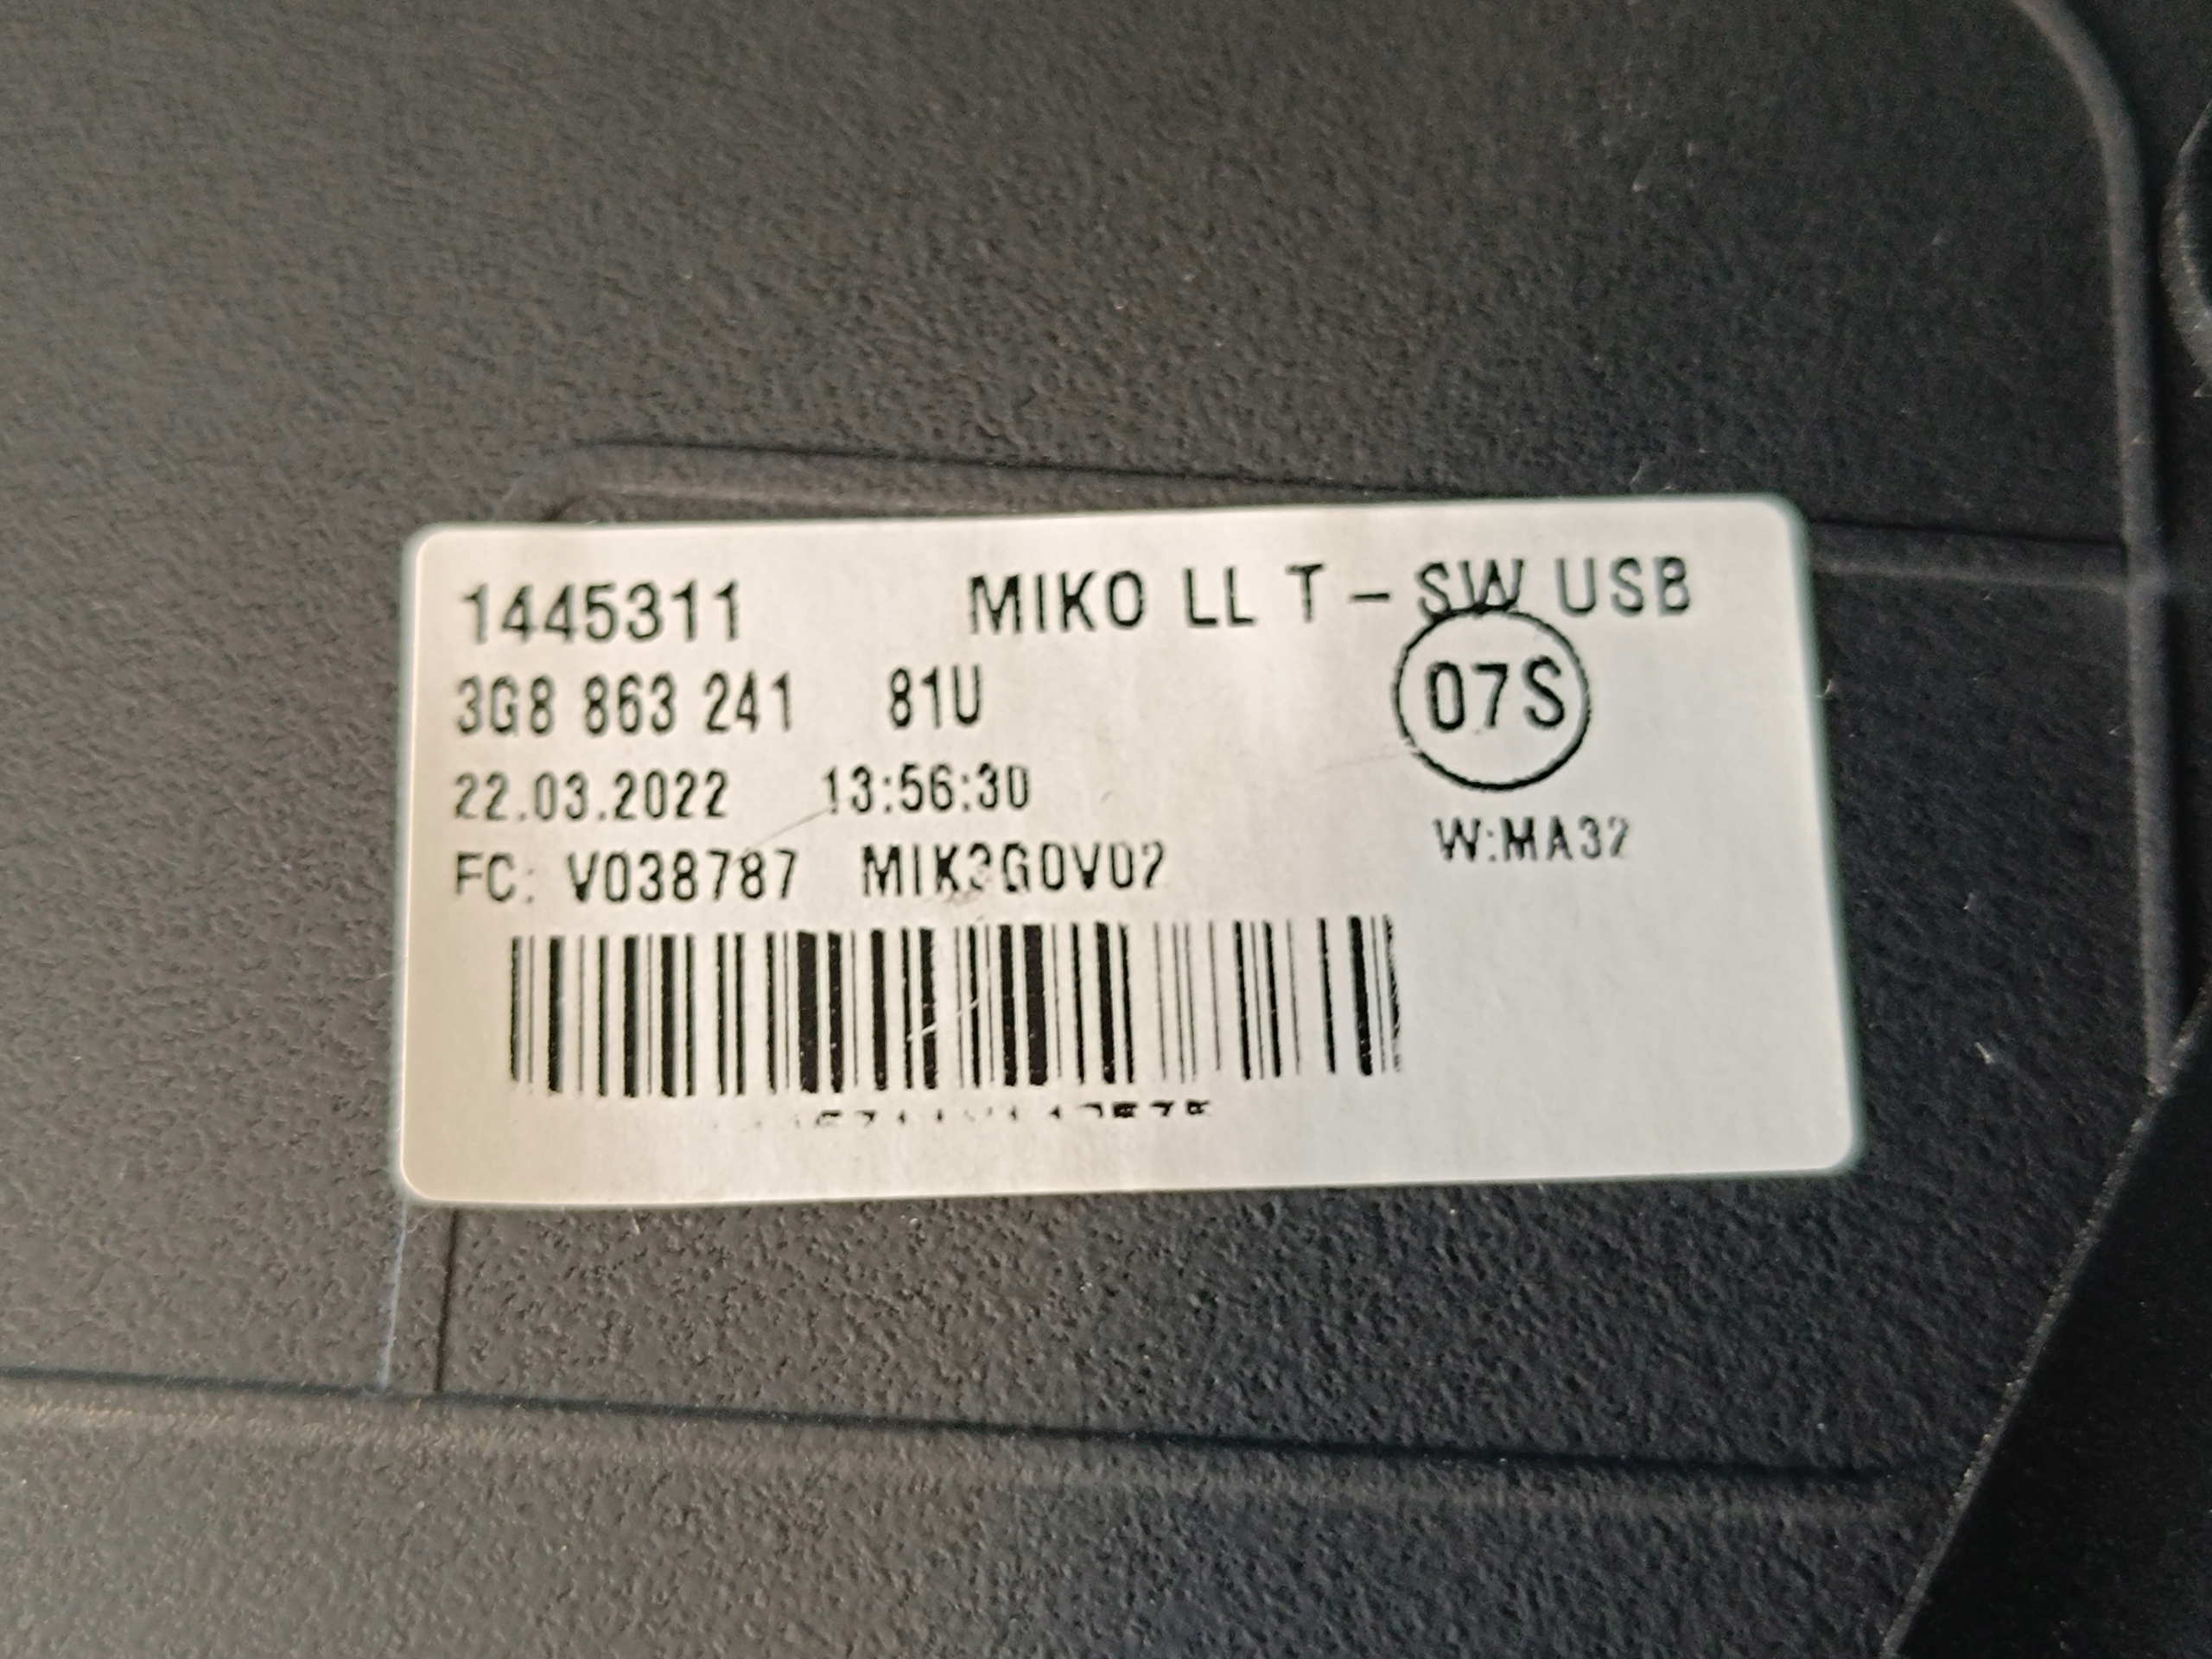 1445311 MIKO LL T - SW USB
3G8 863 241 81U 07S
22.03.2022 13:56:30
W:MA32
FC: V038787 MIK3G0V02